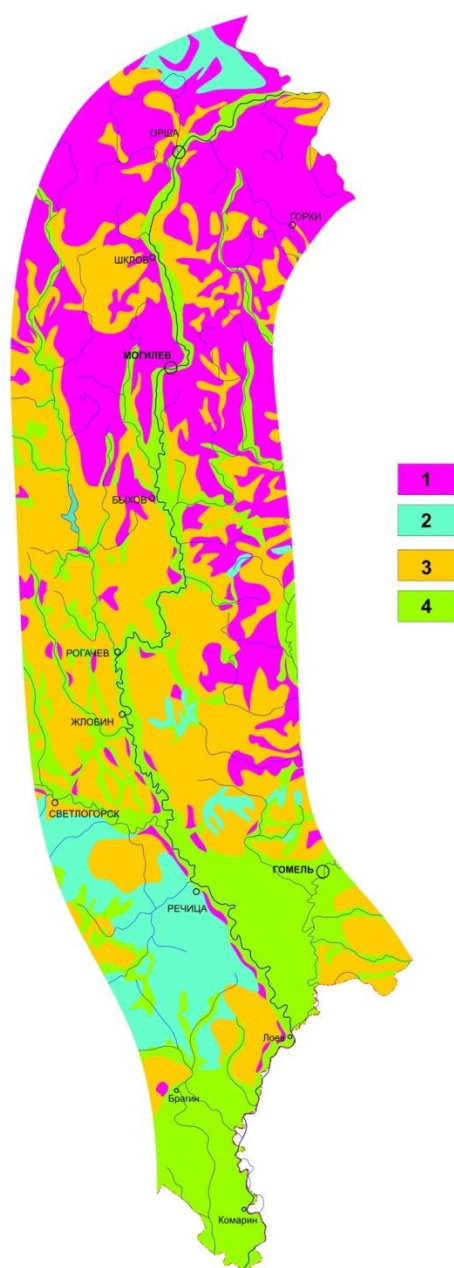 ОРША
ГОРКИ
ШКЛОВ
МОГИЛЕВ
1
2
БЫХОВ
3
4
РОГАЧЕВ
ЖЛОБИН
СВЕТЛОГОРСК
ГОМЕЛЬ
РЕЧИЦА
Лоев
Брагин
Комарин